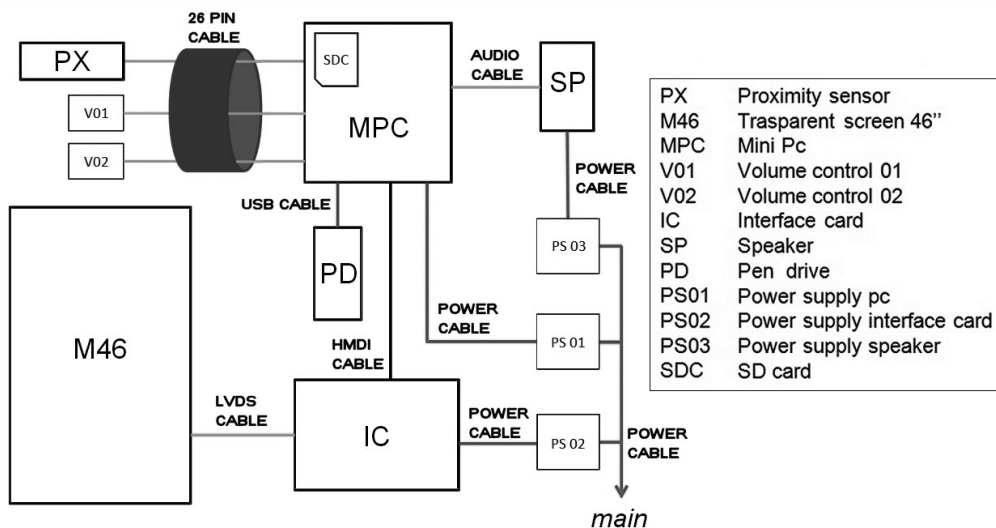 26 PIN
CABLE
PX
V01
V02
SDC
MPC
AUDIO
CABLE
SP
POWER
CABLE
USB CABLE
PD
PS 03
M46
HMDI
CABLE
POWER
CABLE
PS 01
LVDS
CABLE
IC
POWER
CABLE
PS 02
POWER
CABLE
main
PX Proximity sensor
M46 Trasparent screen 46’’
MPC Mini Pc
V01 Volume control 01
V02 Volume control 02
IC Interface card
SP Speaker
PD Pen drive
PS01 Power supply pc
PS02 Power supply interface card
PS03 Power supply speaker
SDC SD card